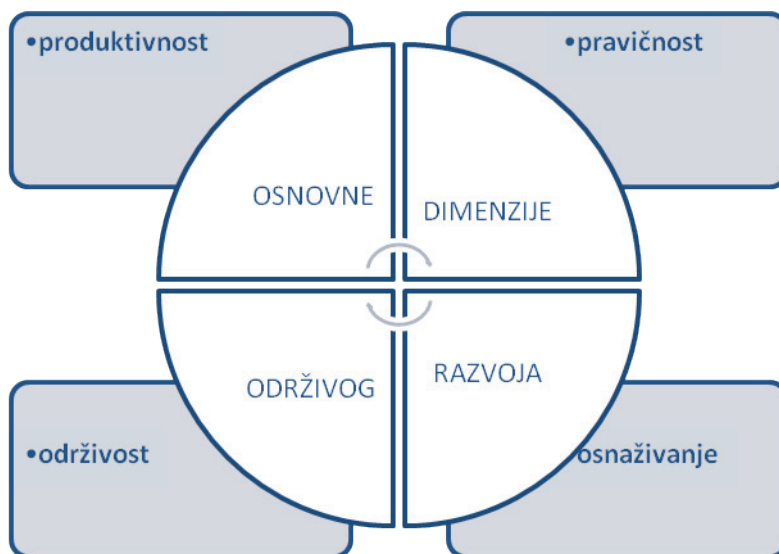 •produktivnost
•pravičnost
OSNOVNE
DIMENZIJE
ODRŽIVOG
RAZVOJA
•održivost
osnaživanje